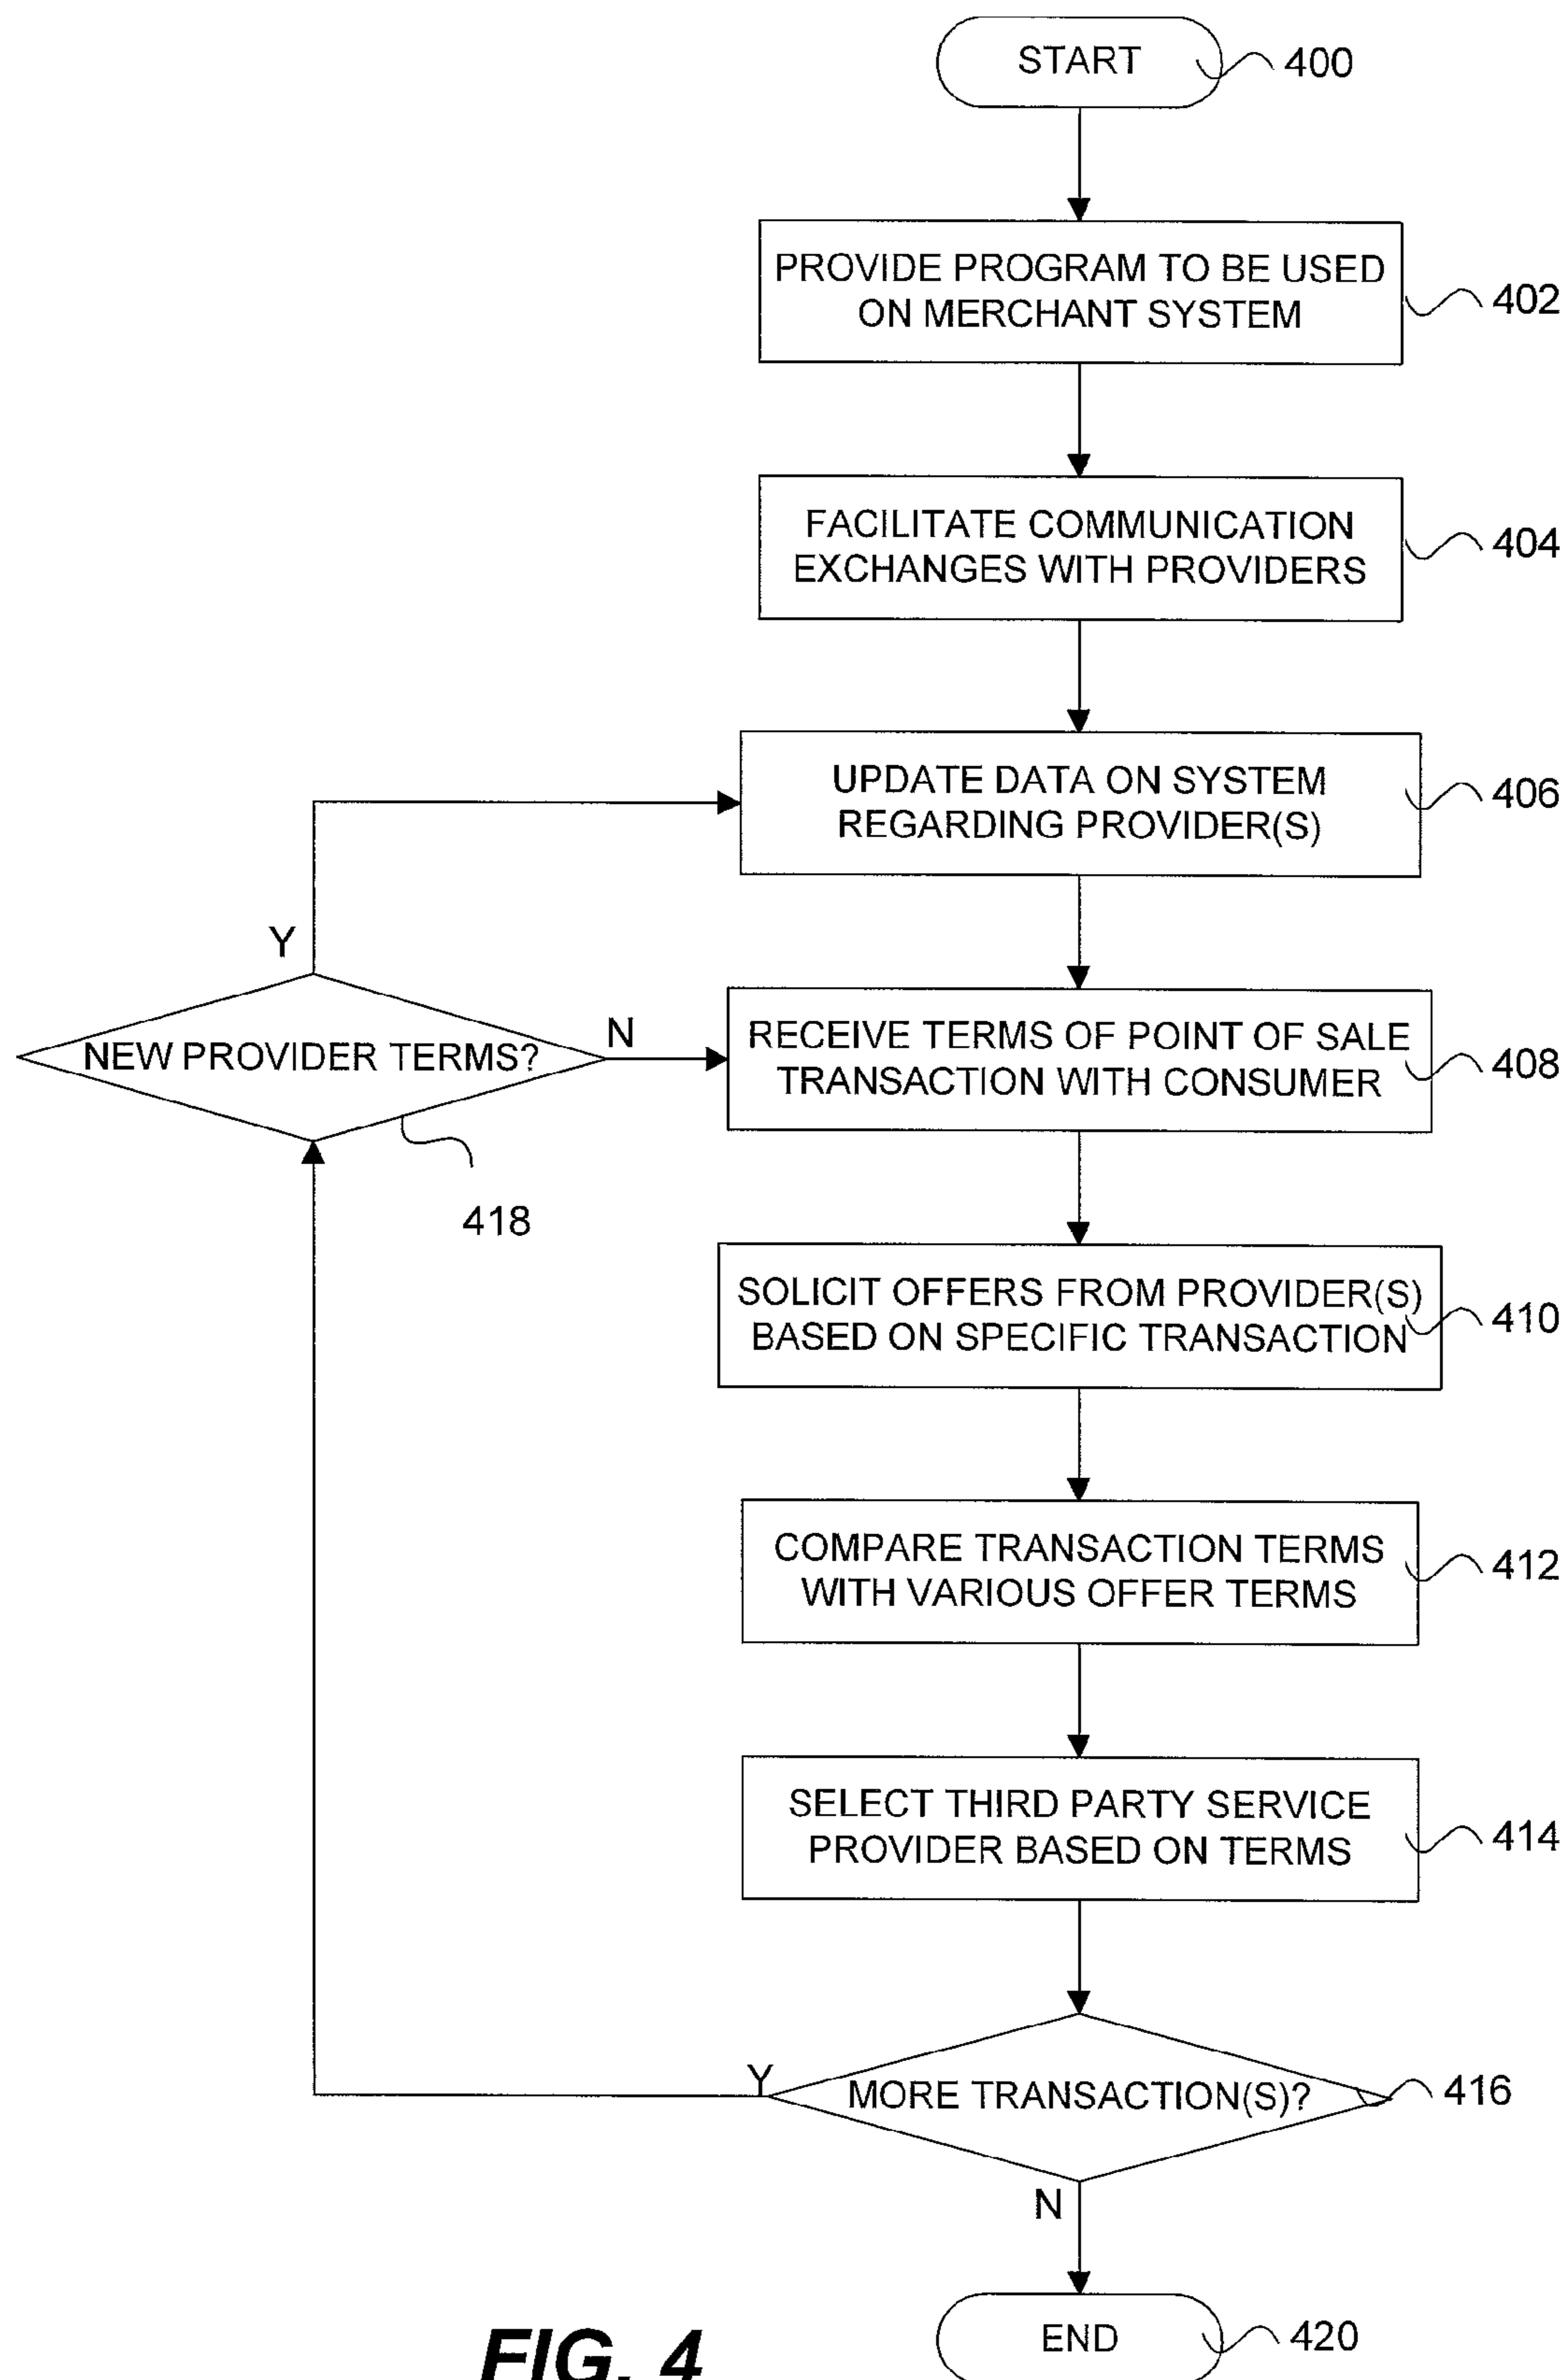 START
400
PROVIDE PROGRAM TO BE USED
ON MERCHANT SYSTEM
402
FACILITATE COMMUNICATION
EXCHANGES WITH PROVIDERS
404
UPDATE DATA ON SYSTEM
REGARDING PROVIDER(S)
406
Y
NEW PROVIDER TERMS?
N
418
RECEIVE TERMS OF POINT OF SALE
TRANSACTION WITH CONSUMER
408
SOLICIT OFFERS FROM PROVIDER(S)
BASED ON SPECIFIC TRANSACTION
410
COMPARE TRANSACTION TERMS
WITH VARIOUS OFFER TERMS
412
SELECT THIRD PARTY SERVICE
PROVIDER BASED ON TERMS
414
Y
MORE TRANSACTION(S)?
416
N
END
420
FIG. 4